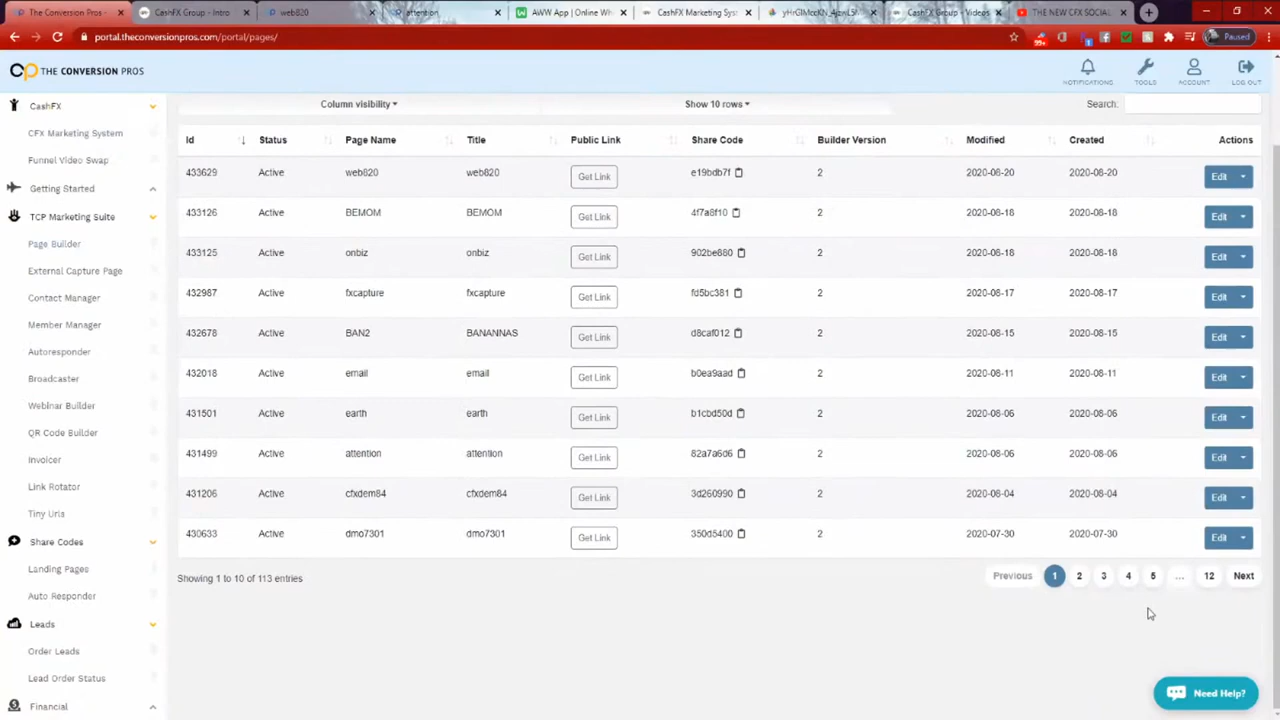 The Conversion Pros -
CashFX Group - Intro
web820
attention
AWW App | Online Wh
CashFX Marketing Sys
CashFX Group - Videos
THE NEW CFX SOCIAL
portal.theconversionpros.com/portal/pages/
99+
Paused
cp THE CONVERSION PROS
NOTIFICATIONS TOOLS ACCOUNT LOG OUT
CashFX
CFX Marketing System
Funnel Video Swap
Getting Started
TCP Marketing Suite
Page Builder
External Capture Page
Contact Manager
Member Manager
Autoresponder
Broadcaster
Webinar Builder
QR Code Builder
Invoicer
Link Rotator
Tiny Urls
Share Codes
Landing Pages
Auto Responder
Leads
Order Leads
Lead Order Status
Financial
Column visibility Show 10 rows Search:
Id Status Page Name Title Public Link Share Code Builder Version Modified Created Actions
433629 Active web820 web820 Get Link e19bdb7f 2 2020-08-20 2020-08-20 Edit
433126 Active BEMOM BEMOM Get Link 4f7a8f10 2 2020-08-18 2020-08-18 Edit
433125 Active onbiz onbiz Get Link 902be880 2 2020-08-18 2020-08-18 Edit
432987 Active fxcapture fxcapture Get Link fd5bc381 2 2020-08-17 2020-08-17 Edit
432678 Active BAN2 BANANNAS Get Link d8caf012 2 2020-08-15 2020-08-15 Edit
432018 Active email email Get Link b0ea9aad 2 2020-08-11 2020-08-11 Edit
431501 Active earth earth Get Link b1cbd50d 2 2020-08-06 2020-08-06 Edit
431499 Active attention attention Get Link 82a7a6d6 2 2020-08-06 2020-08-06 Edit
431206 Active cfxdem84 cfxdem84 Get Link 3d260990 2 2020-08-04 2020-08-04 Edit
430633 Active dmo7301 dmo7301 Get Link 350d5400 2 2020-07-30 2020-07-30 Edit
Showing 1 to 10 of 113 entries Previous 1 2 3 4 5 ... 12 Next
Need Help?